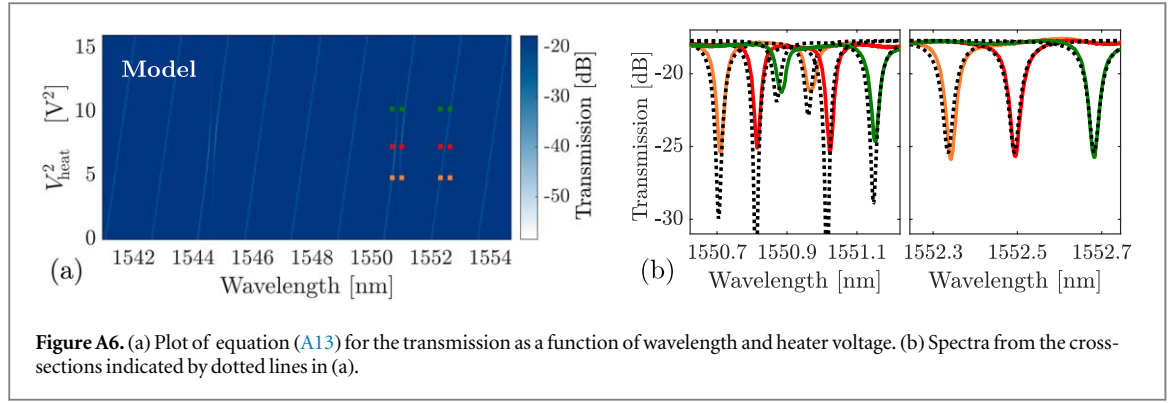 Model
15
10
5
0
V²heat [V²]
1542 1544 1546 1548 1550 1552 1554
Wavelength [nm]
(a)
-20
-30
-40
-50
Transmission [dB]
-20
-25
-30
Transmission [dB]
1550.7 1550.9 1551.1
Wavelength [nm]
(b)
1552.3 1552.5 1552.7
Wavelength [nm]
Figure A6. (a) Plot of equation (A13) for the transmission as a function of wavelength and heater voltage. (b) Spectra from the cross-
sections indicated by dotted lines in (a).